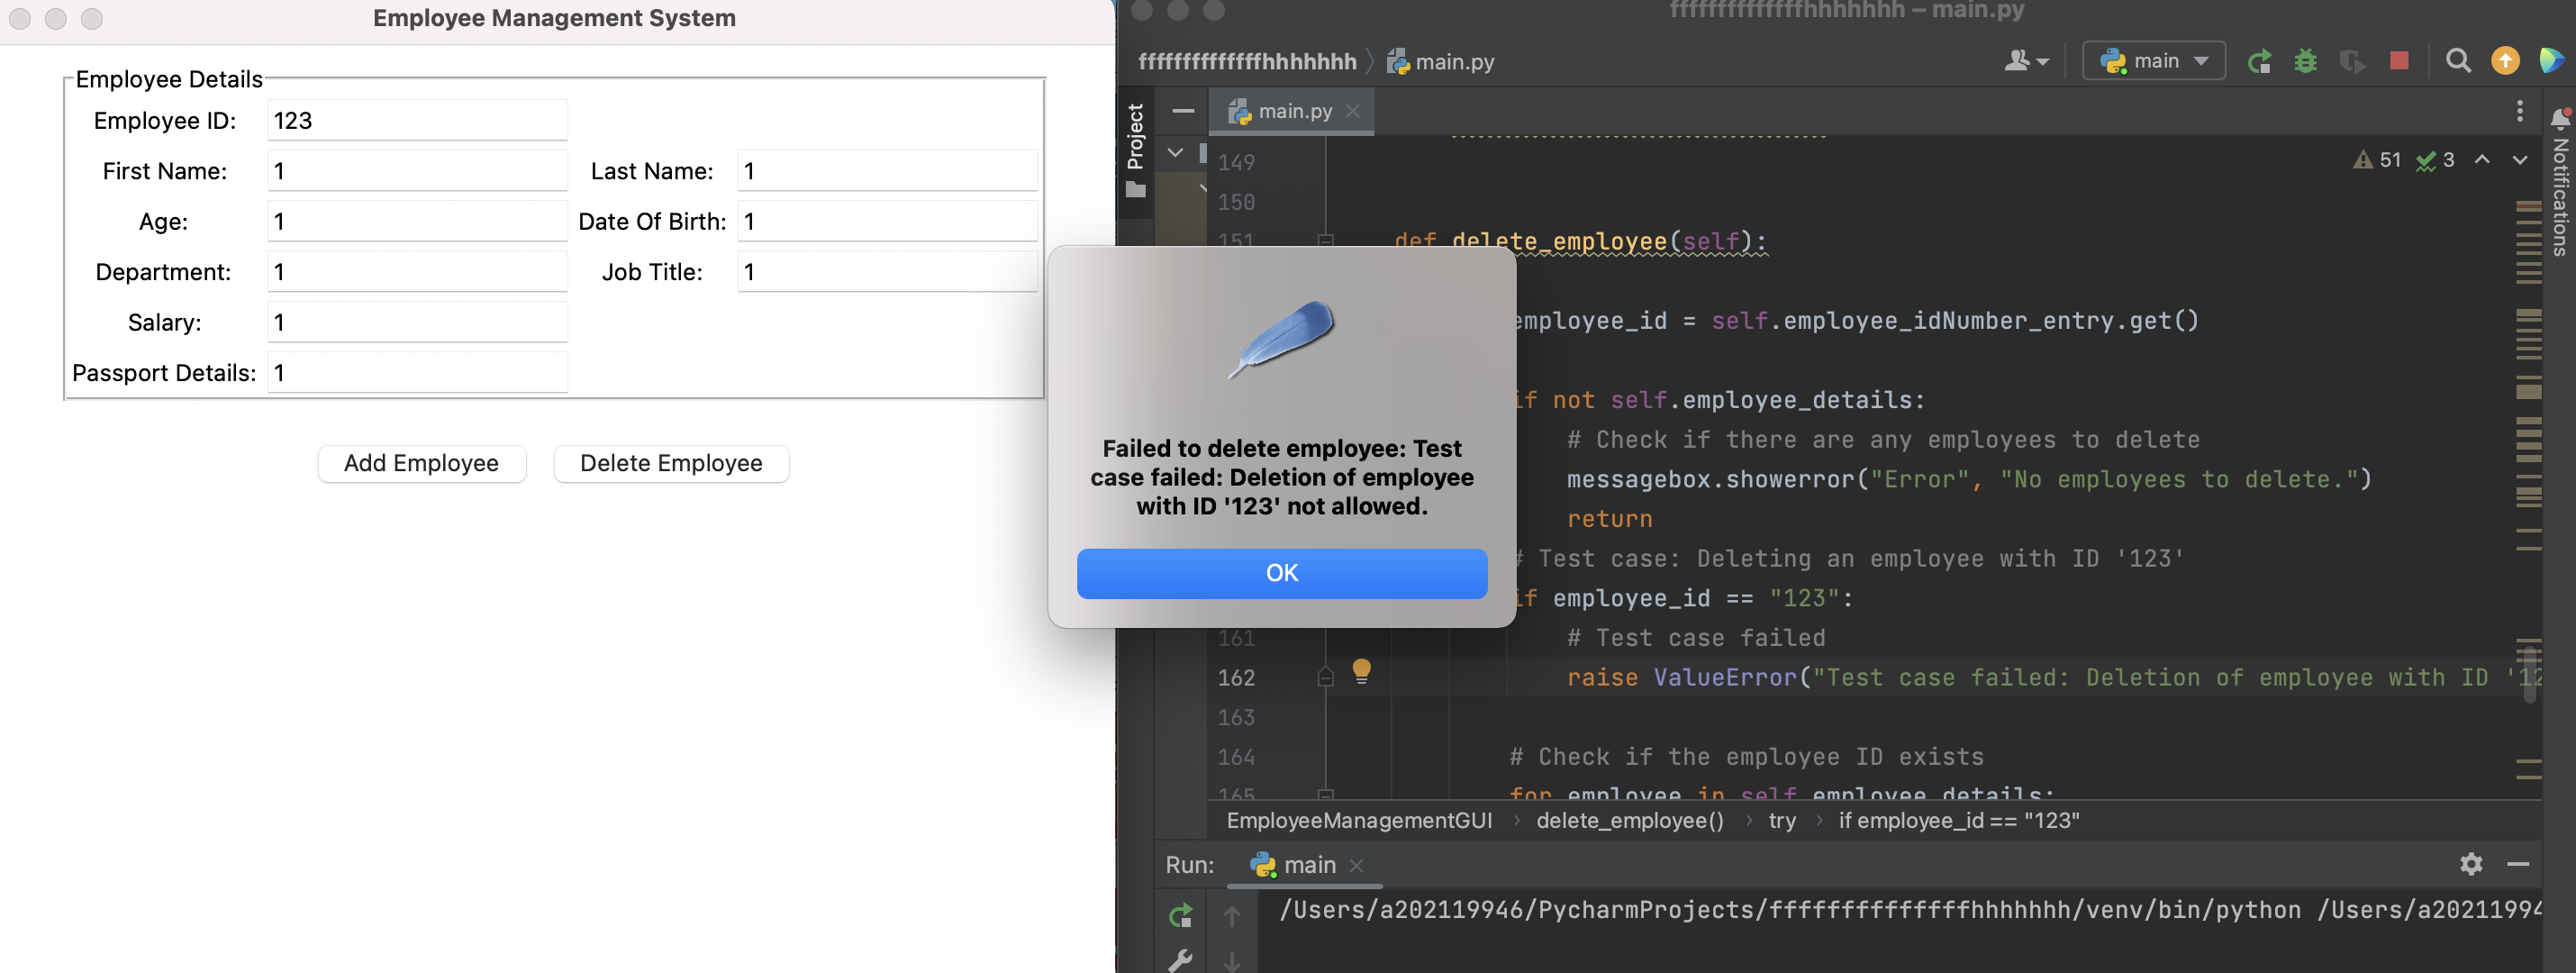 Employee Management System
Employee Details
Employee ID: 123
First Name: 1 Last Name: 1
Age: 1 Date Of Birth: 1
Department: 1 Job Title: 1
Salary: 1
Passport Details: 1
Add Employee Delete Employee
Failed to delete employee: Test
case failed: Deletion of employee
with ID '123' not allowed.
OK
ffffffffffffffhhhhhhh – main.py
ffffffffffffffhhhhhhh main.py
main
Project
main.py
Notifications
51 3
149
150
151 def delete_employee(self):
employee_id = self.employee_idNumber_entry.get()
if not self.employee_details:
# Check if there are any employees to delete
messagebox.showerror("Error", "No employees to delete.")
return
# Test case: Deleting an employee with ID '123'
if employee_id == "123":
161 # Test case failed
162 raise ValueError("Test case failed: Deletion of employee with ID '12
163
164 # Check if the employee ID exists
165 for employee in self.employee_details:
EmployeeManagementGUI › delete_employee() › try › if employee_id == "123"
Run: main
/Users/a202119946/PycharmProjects/ffffffffffffffhhhhhhh/venv/bin/python /Users/a20211994